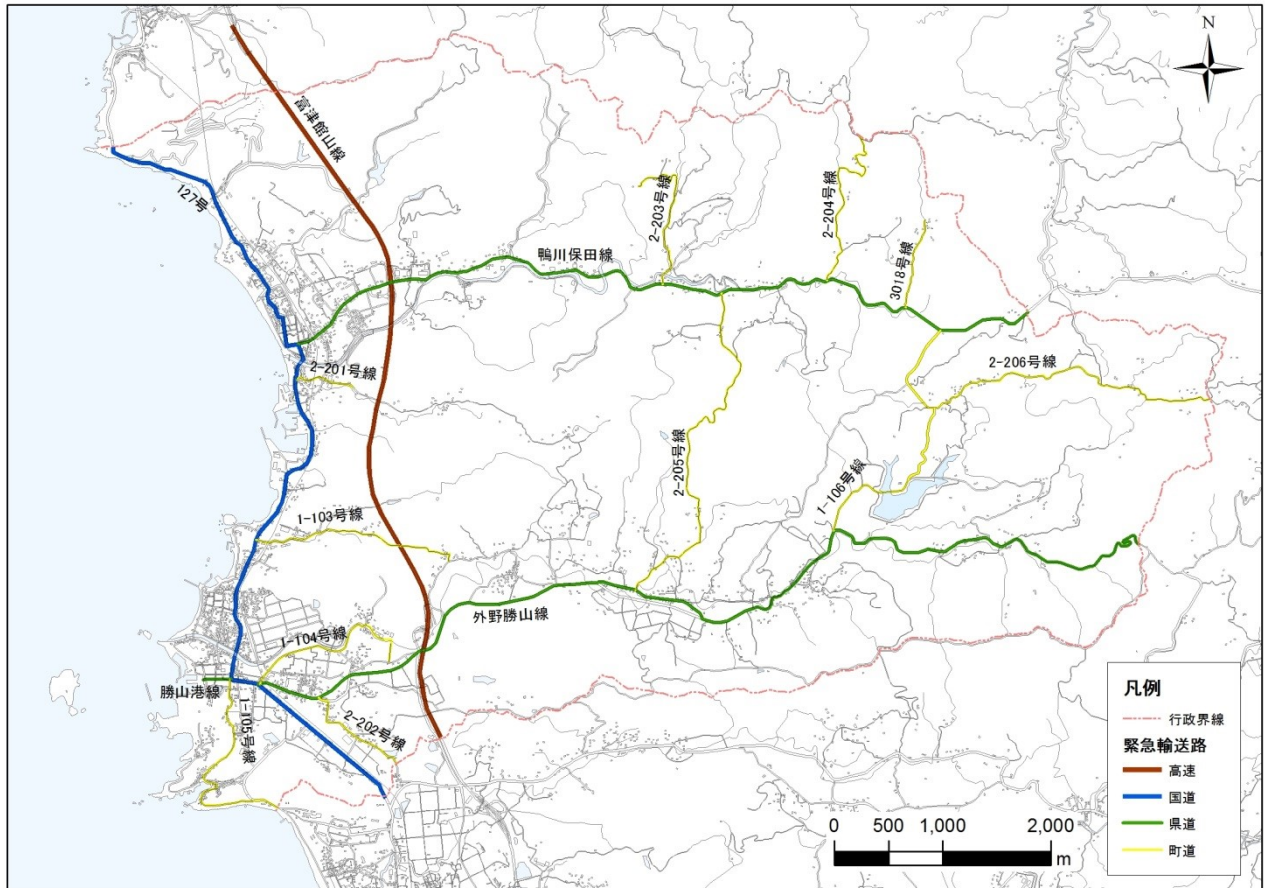 N
富津館山線
127号
2-203号線
2-204号線
鴨川保田線
3018号線
2-201号線
2-206号線
2-205号線
1-106号線
1-103号線
外野勝山線
1-104号線
勝山港線
1-105号線
2-202号線
凡例
行政界線
緊急輸送路
高速
国道
県道
町道
0 500 1,000 2,000
m